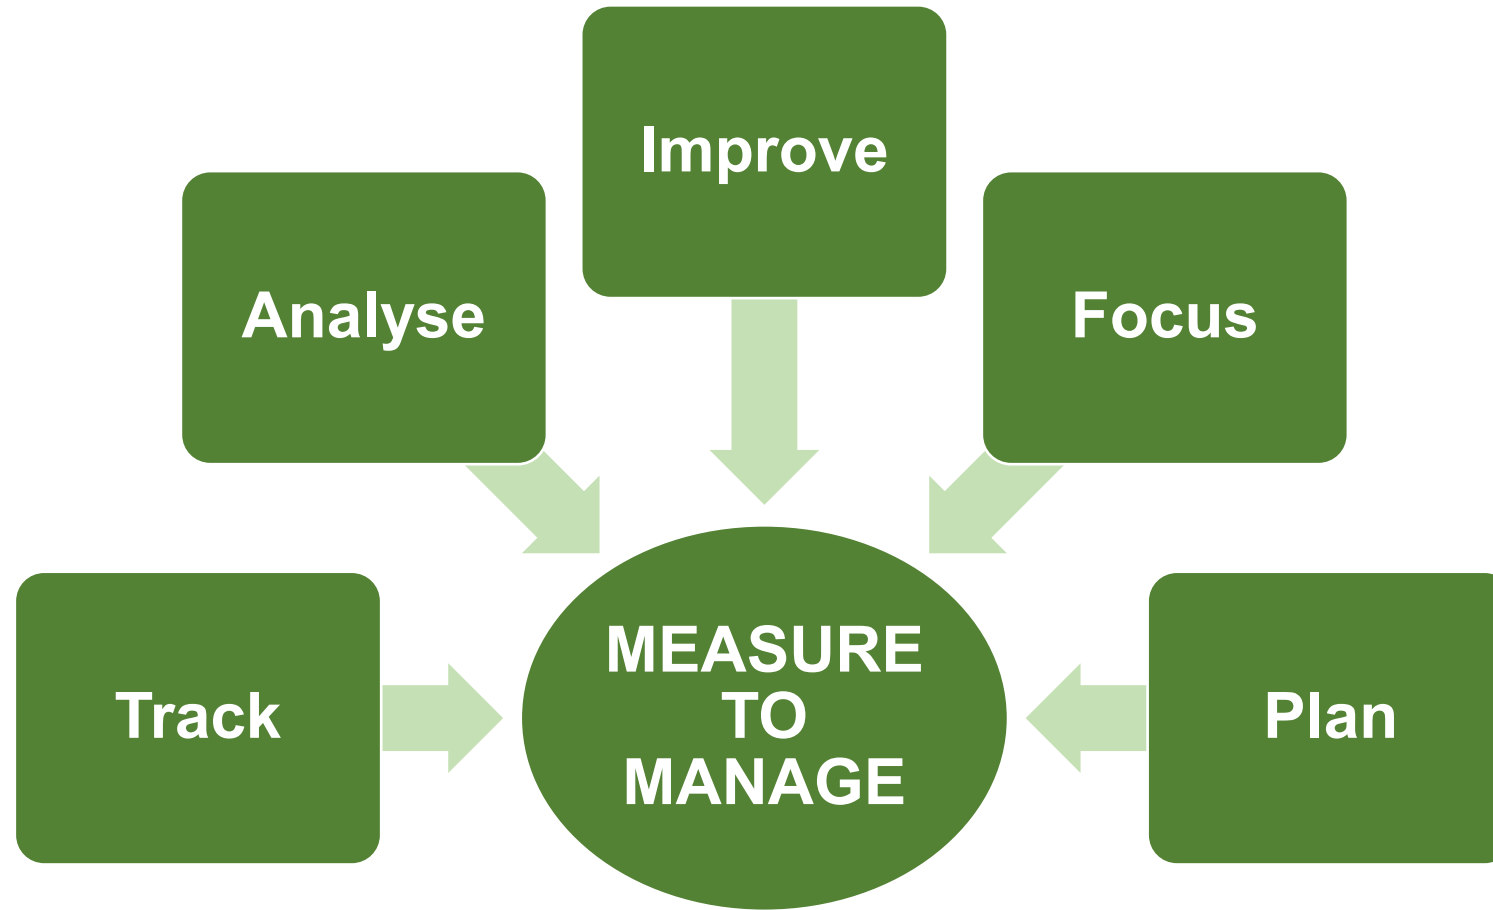 Improve
Analyse
Focus
Track
MEASURE
TO
MANAGE
Plan